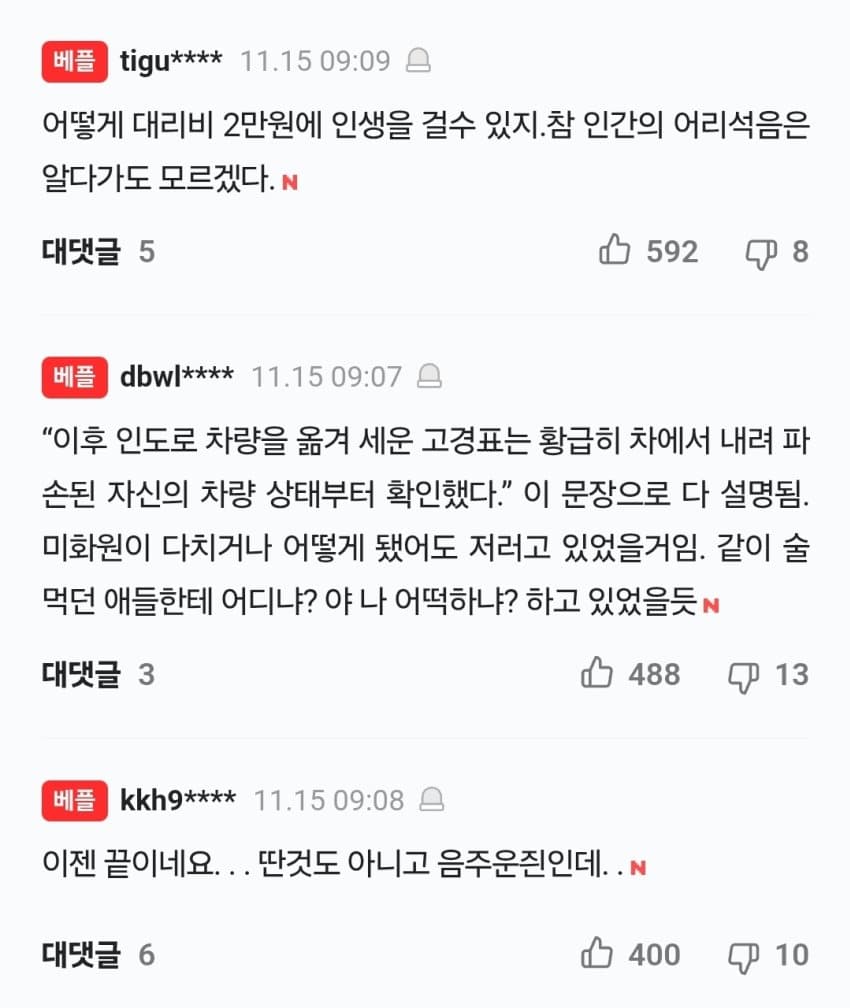 베플 tigu**** 11.15 09:09
어떻게 대리비 2만원에 인생을 걸수 있지.참 인간의 어리석음은
알다가도 모르겠다. N
대댓글 5 592 8
베플 dbwl**** 11.15 09:07
“이후 인도로 차량을 옮겨 세운 고경표는 황급히 차에서 내려 파
손된 자신의 차량 상태부터 확인했다.” 이 문장으로 다 설명됨.
미화원이 다치거나 어떻게 됐어도 저러고 있었을거임. 같이 술
먹던 애들한테 어디냐? 야 나 어떡하냐? 하고 있었을듯 N
대댓글 3 488 13
베플 kkh9**** 11.15 09:08
이젠 끝이네요. . . 딴것도 아니고 음주운죈인데. . N
대댓글 6 400 10